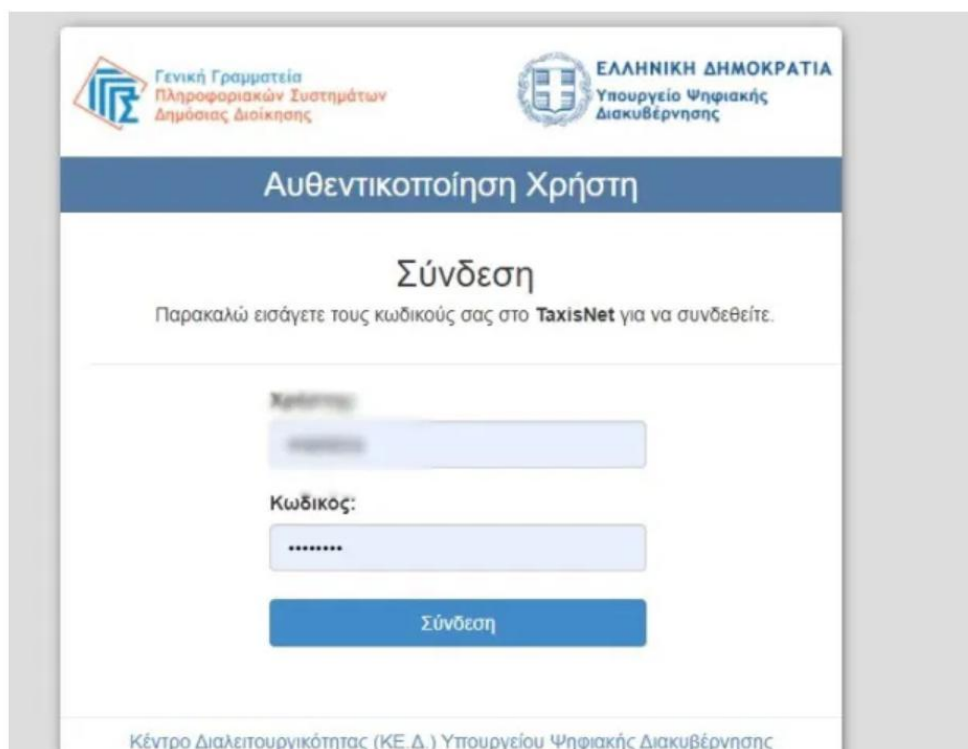 Γενική Γραμματεία
Πληροφοριακών Συστημάτων
Δημόσιας Διοίκησης
ΕΛΛΗΝΙΚΗ ΔΗΜΟΚΡΑΤΙΑ
Υπουργείο Ψηφιακής
Διακυβέρνησης
Αυθεντικοποίηση Χρήστη
Σύνδεση
Παρακαλώ εισάγετε τους κωδικούς σας στο TaxisNet για να συνδεθείτε.
Κωδικος:
••••••••
Σύνδεση
Κέντρο Διαλειτουργικότητας (ΚΕ.Δ.) Υπουργείου Ψηφιακής Διακυβέρνησης